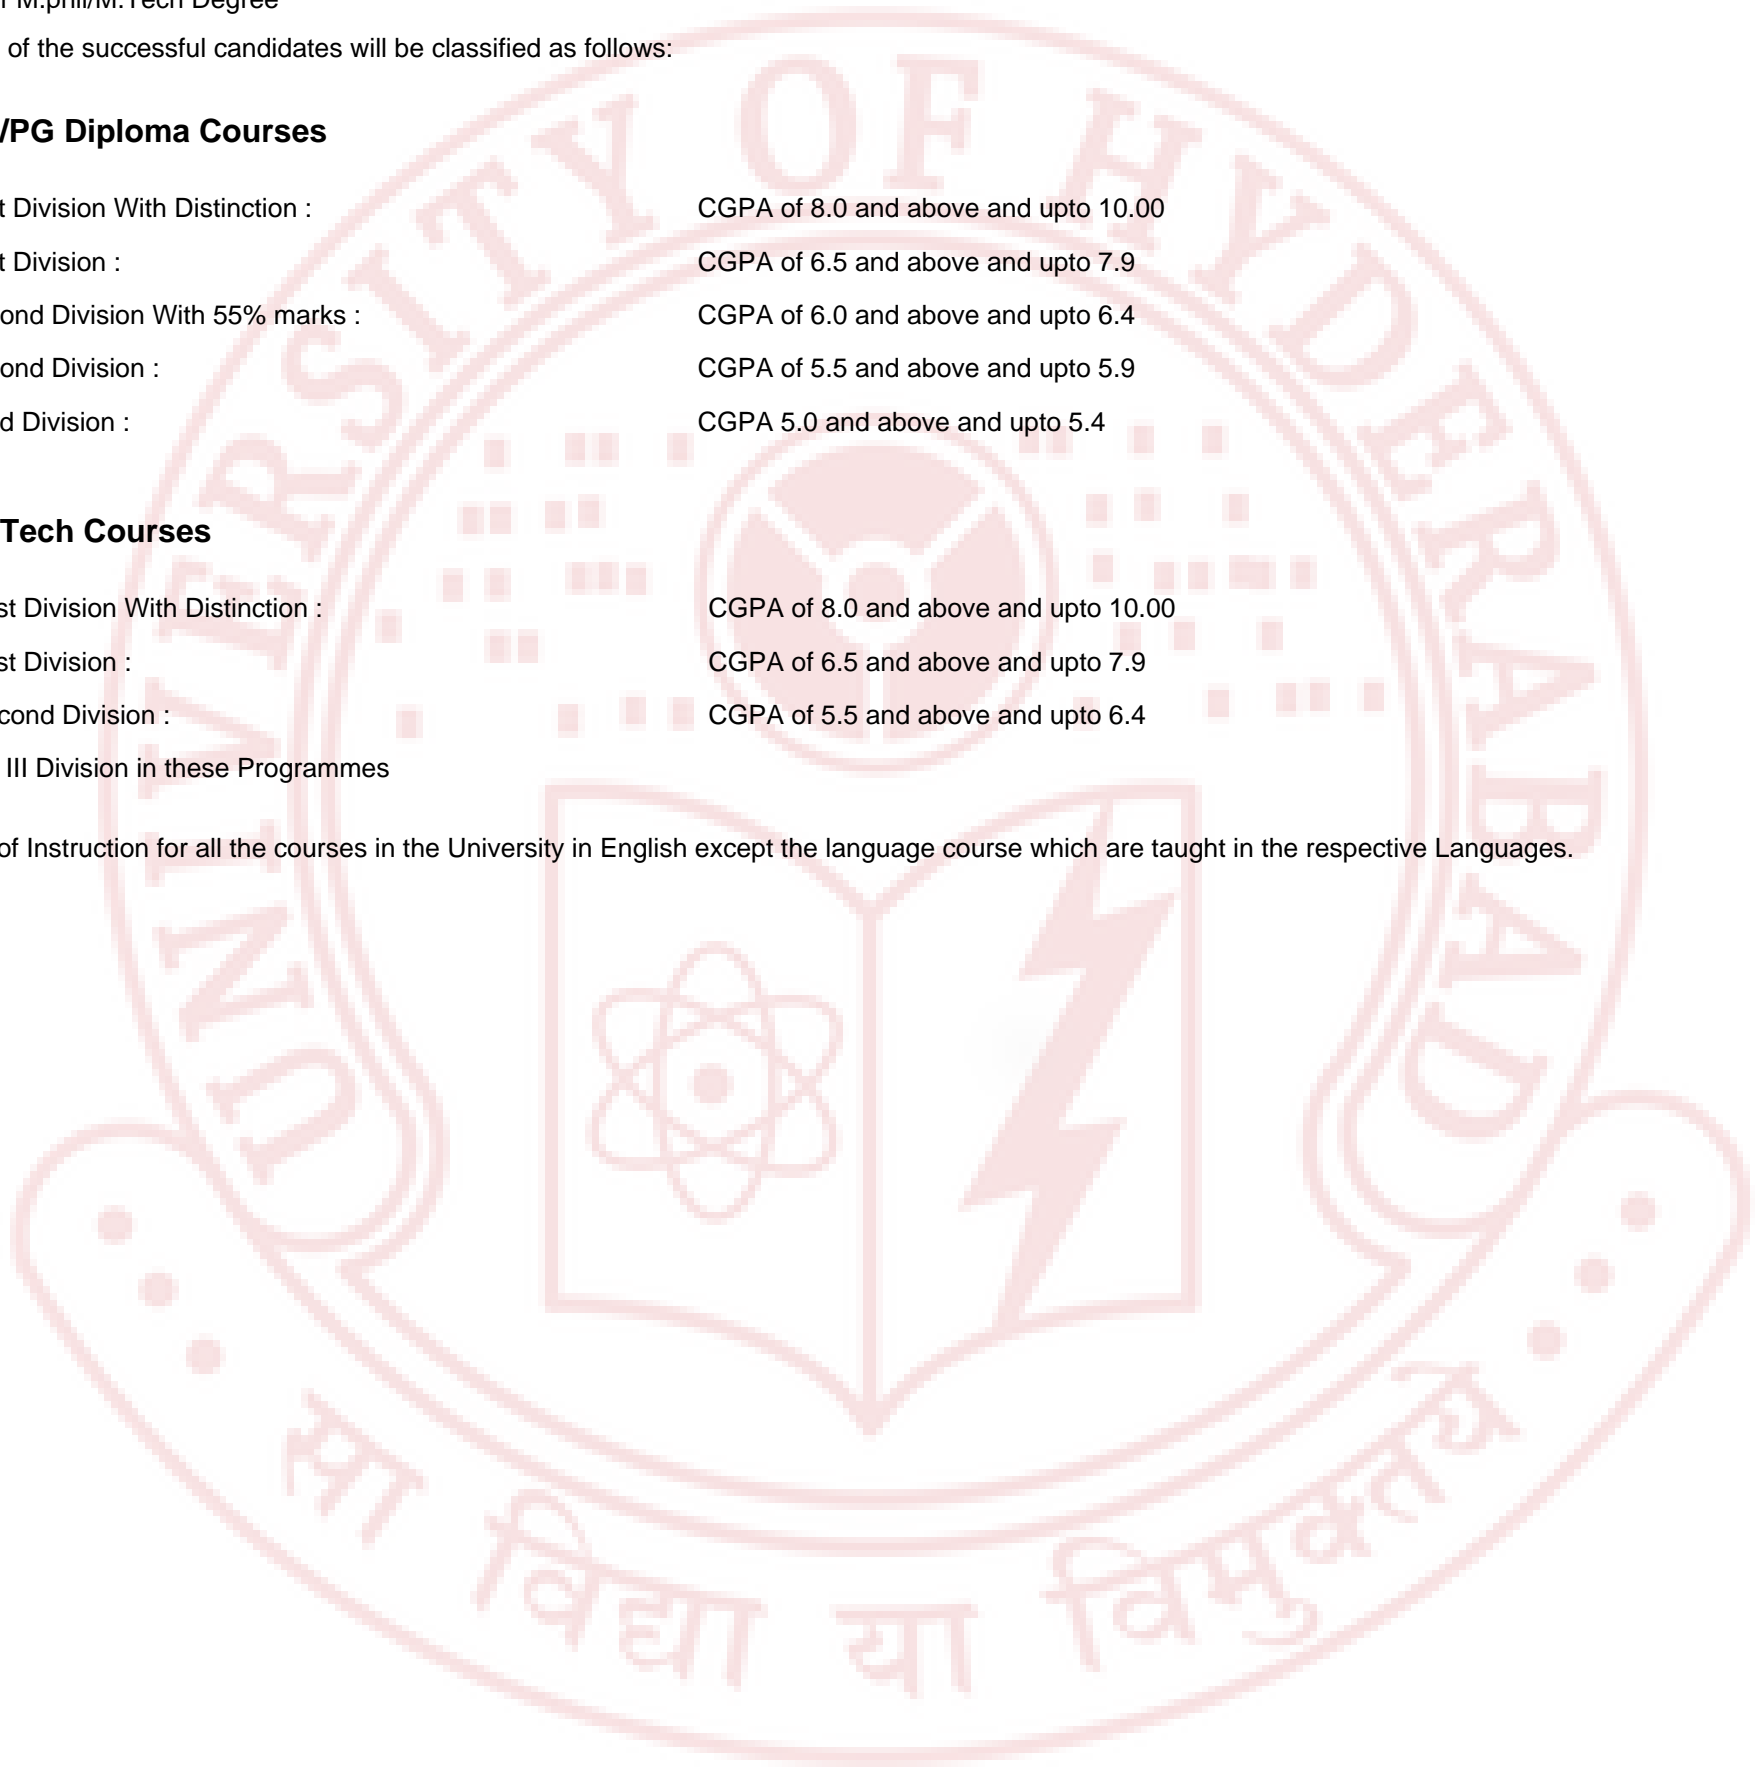 M.phil/M.Tech Degree
of the successful candidates will be classified as follows:
/PG Diploma Courses
t Division With Distinction : CGPA of 8.0 and above and upto 10.00
t Division : CGPA of 6.5 and above and upto 7.9
ond Division With 55% marks : CGPA of 6.0 and above and upto 6.4
ond Division : CGPA of 5.5 and above and upto 5.9
d Division : CGPA 5.0 and above and upto 5.4
Tech Courses
st Division With Distinction : CGPA of 8.0 and above and upto 10.00
st Division : CGPA of 6.5 and above and upto 7.9
cond Division : CGPA of 5.5 and above and upto 6.4
III Division in these Programmes
of Instruction for all the courses in the University in English except the language course which are taught in the respective Languages.
UNIVERSITY OF HYDERABAD
सा विद्या या विमुक्तये